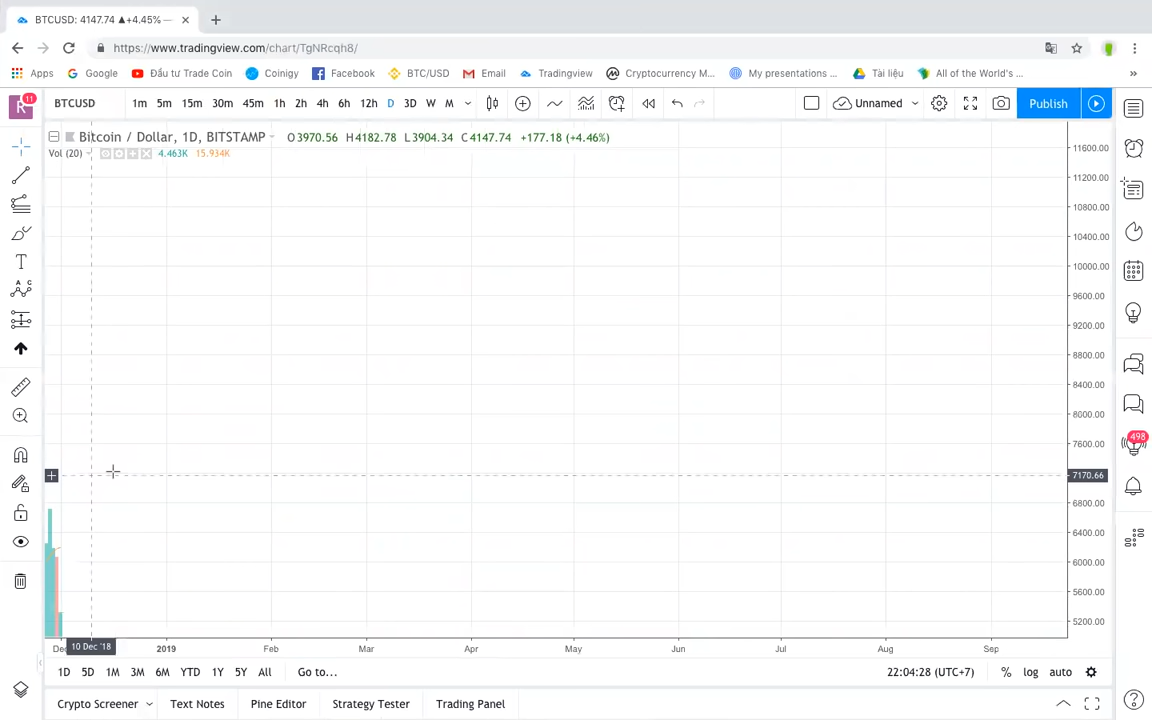 BTCUSD: 4147.74 ▲+4.45% —
https://www.tradingview.com/chart/TgNRcqh8/
Apps Google Đầu tư Trade Coin Coinigy Facebook BTC/USD Email Tradingview Cryptocurrency M... My presentations ... Tài liệu All of the World's ... »
R 11 BTCUSD 1m 5m 15m 30m 45m 1h 2h 4h 6h 12h D 3D W M Unnamed Publish
Bitcoin / Dollar, 1D, BITSTAMP O3970.56 H4182.78 L3904.34 C4147.74 +177.18 (+4.46%)
Vol (20) 4.463K 15.934K
11600.00
11200.00
10800.00
10400.00
10000.00
9600.00
9200.00
8800.00
8400.00
8000.00
7600.00
498
7170.66
6800.00
6400.00
6000.00
5600.00
5200.00
10 Dec '18
2019 Feb Mar Apr May Jun Jul Aug Sep
1D 5D 1M 3M 6M YTD 1Y 5Y All Go to... 22:04:28 (UTC+7) % log auto
Crypto Screener Text Notes Pine Editor Strategy Tester Trading Panel